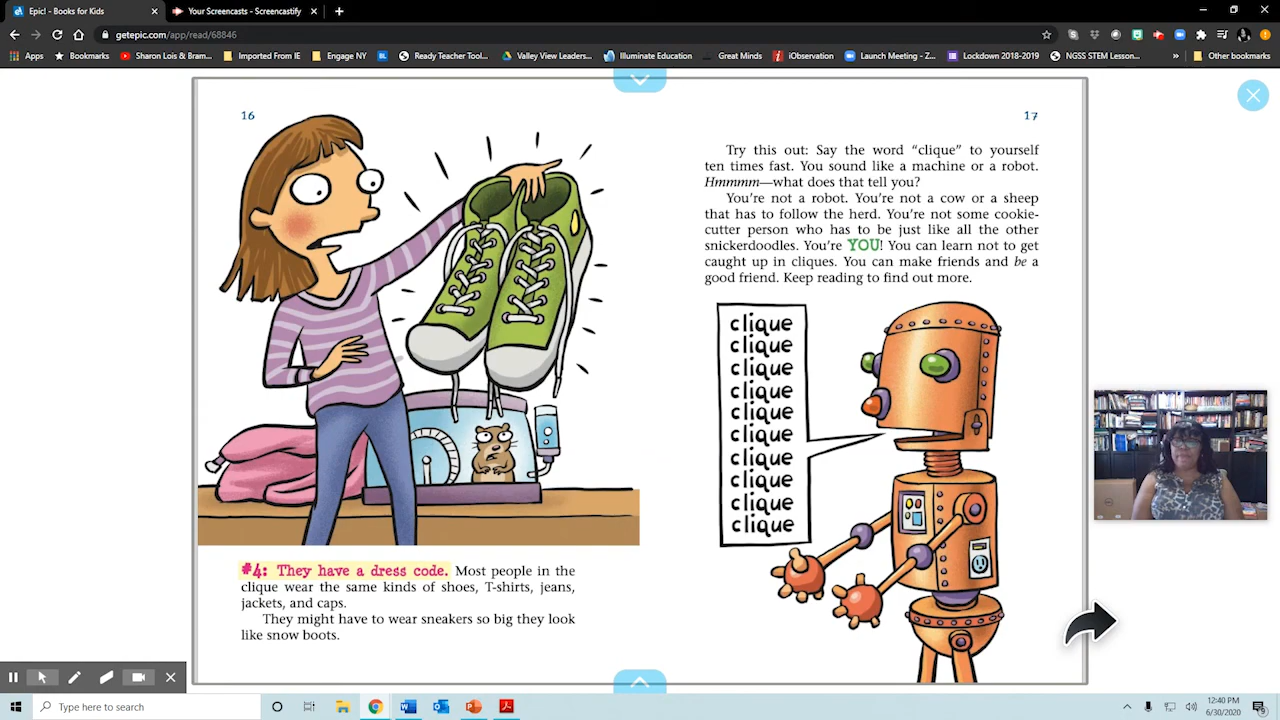 Epic! - Books for Kids
Your Screencasts - Screencastify
getepic.com/app/read/68846
Apps
Bookmarks
Sharon Lois & Bram...
Imported From IE
Engage NY
BL
Ready Teacher Tool...
Valley View Leaders...
Illuminate Education
Great Minds
iObservation
Launch Meeting - Z...
Lockdown 2018-2019
NGSS STEM Lesson...
»
Other bookmarks
16
#4: They have a dress code. Most people in the
clique wear the same kinds of shoes, T-shirts, jeans,
jackets, and caps.
They might have to wear sneakers so big they look
like snow boots.
17
Try this out: Say the word “clique” to yourself
ten times fast. You sound like a machine or a robot.
Hmmmm—what does that tell you?
You’re not a robot. You’re not a cow or a sheep
that has to follow the herd. You’re not some cookie-
cutter person who has to be just like all the other
snickerdoodles. You’re YOU! You can learn not to get
caught up in cliques. You can make friends and be a
good friend. Keep reading to find out more.
clique
clique
clique
clique
clique
clique
clique
clique
clique
clique
Type here to search
12:40 PM
6/30/2020